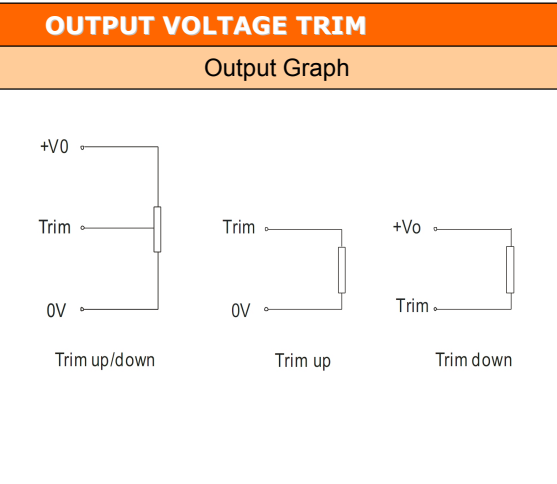 OUTPUT VOLTAGE TRIM
Output Graph
+V0
Trim
0V
Trim up/down
Trim
0V
Trim up
+Vo
Trim
Trim down